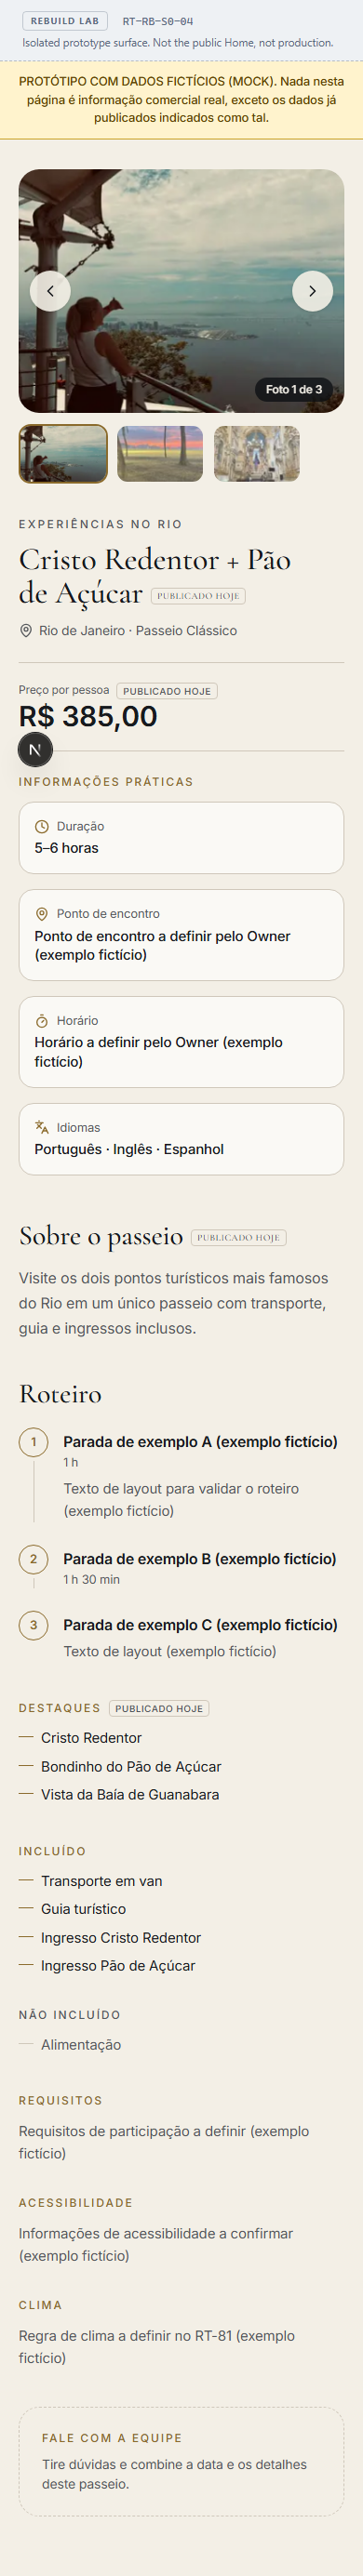 REBUILD LAB RT-RB-S0-04
Isolated prototype surface. Not the public Home, not production.
PROTÓTIPO COM DADOS FICTÍCIOS (MOCK). Nada nesta
página é informação comercial real, exceto os dados já
publicados indicados como tal.
Foto 1 de 3
EXPERIÊNCIAS NO RIO
Cristo Redentor + Pão
de Açúcar PUBLICADO HOJE
Rio de Janeiro · Passeio Clássico
Preço por pessoa PUBLICADO HOJE
R$ 385,00
N
INFORMAÇÕES PRÁTICAS
Duração
5–6 horas
Ponto de encontro
Ponto de encontro a definir pelo Owner
(exemplo fictício)
Horário
Horário a definir pelo Owner (exemplo
fictício)
Idiomas
Português · Inglês · Espanhol
Sobre o passeio PUBLICADO HOJE
Visite os dois pontos turísticos mais famosos
do Rio em um único passeio com transporte,
guia e ingressos inclusos.
Roteiro
1 Parada de exemplo A (exemplo fictício)
1 h
Texto de layout para validar o roteiro
(exemplo fictício)
2 Parada de exemplo B (exemplo fictício)
1 h 30 min
3 Parada de exemplo C (exemplo fictício)
Texto de layout (exemplo fictício)
DESTAQUES PUBLICADO HOJE
— Cristo Redentor
— Bondinho do Pão de Açúcar
— Vista da Baía de Guanabara
INCLUÍDO
— Transporte em van
— Guia turístico
— Ingresso Cristo Redentor
— Ingresso Pão de Açúcar
NÃO INCLUÍDO
— Alimentação
REQUISITOS
Requisitos de participação a definir (exemplo
fictício)
ACESSIBILIDADE
Informações de acessibilidade a confirmar
(exemplo fictício)
CLIMA
Regra de clima a definir no RT-81 (exemplo
fictício)
FALE COM A EQUIPE
Tire dúvidas e combine a data e os detalhes
deste passeio.